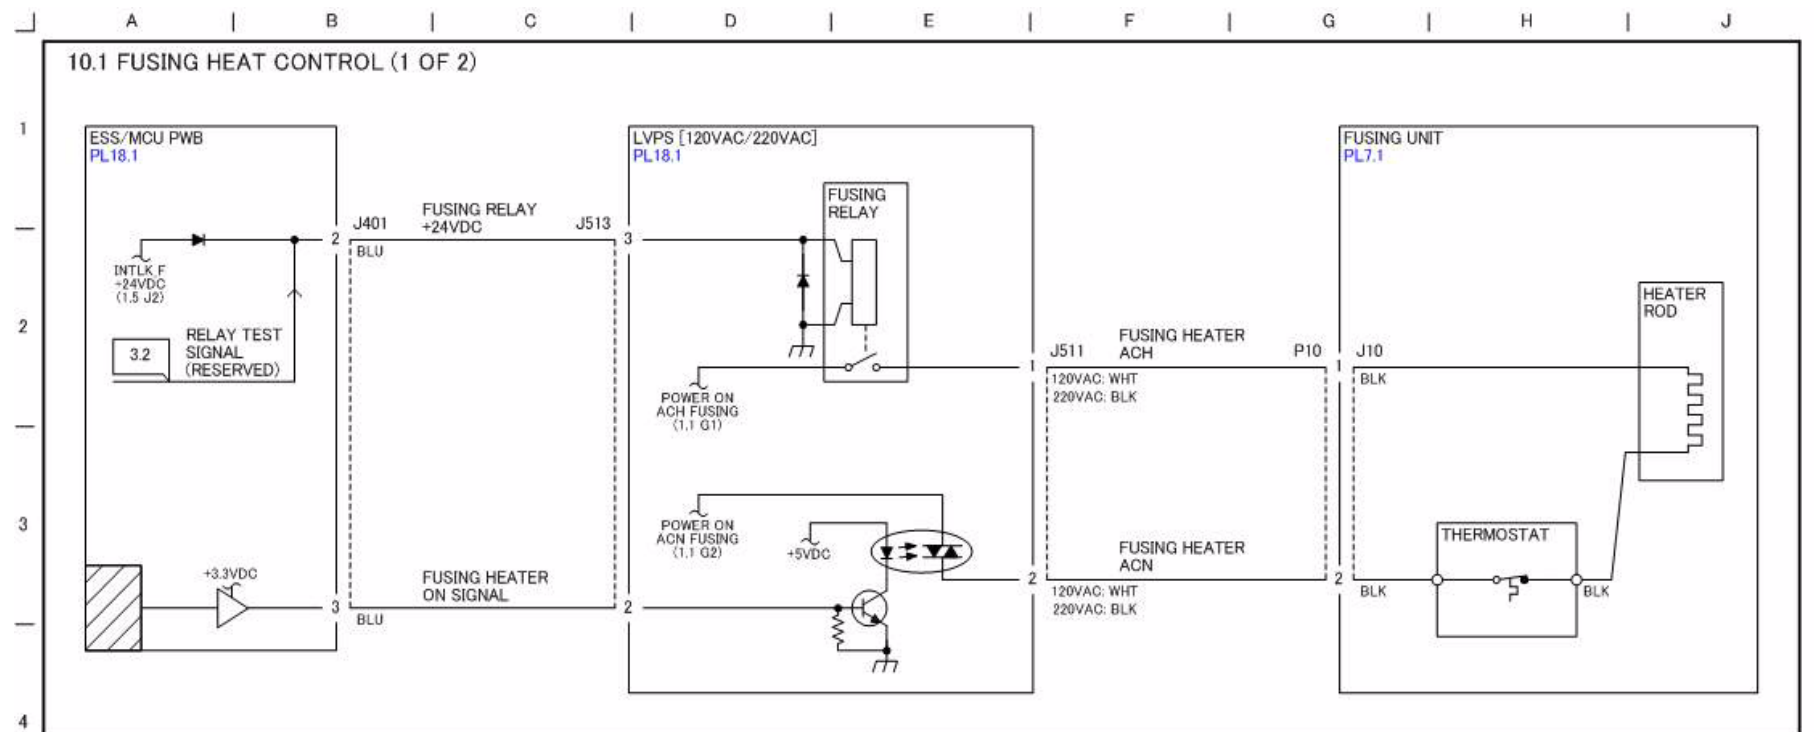 A | B | C | D | E | F | G | H | J
10.1 FUSING HEAT CONTROL (1 OF 2)
1
ESS/MCU PWB
PL18.1
LVPS [120VAC/220VAC]
PL18.1
FUSING UNIT
PL7.1
FUSING
RELAY
J401
FUSING RELAY
+24VDC
J513
2
3
BLU
INTLK_F
+24VDC
(1.5 J2)
2
3.2
RELAY TEST
SIGNAL
(RESERVED)
HEATER
ROD
J511
FUSING HEATER
ACH
P10
J10
1
1
120VAC: WHT
220VAC: BLK
BLK
POWER ON
ACH FUSING
(1.1 G1)
3
POWER ON
ACN FUSING
(1.1 G2)
+5VDC
THERMOSTAT
FUSING HEATER
ACN
2
2
120VAC: WHT
220VAC: BLK
BLK
BLK
+3.3VDC
FUSING HEATER
ON SIGNAL
3
2
BLU
4